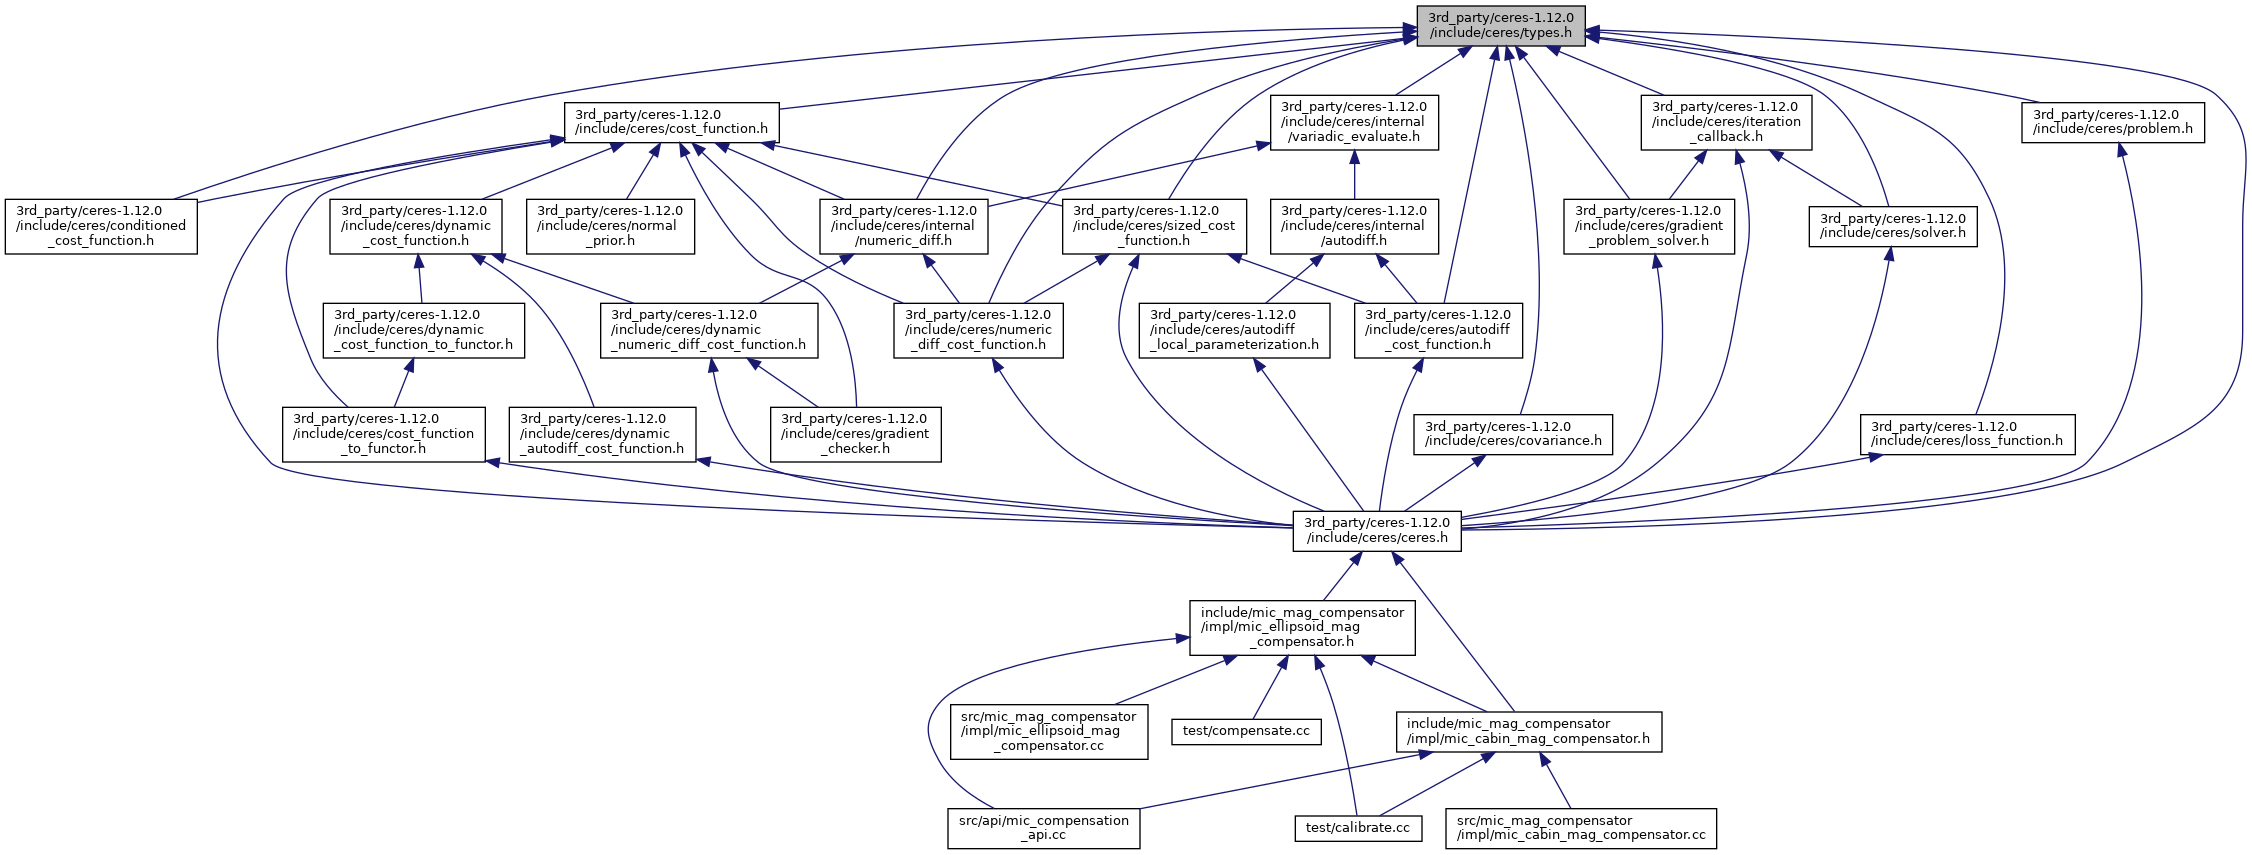 3rd_party/ceres-1.12.0
/include/ceres/types.h
3rd_party/ceres-1.12.0
/include/ceres/cost_function.h
3rd_party/ceres-1.12.0
/include/ceres/internal
/variadic_evaluate.h
3rd_party/ceres-1.12.0
/include/ceres/iteration
_callback.h
3rd_party/ceres-1.12.0
/include/ceres/problem.h
3rd_party/ceres-1.12.0
/include/ceres/conditioned
_cost_function.h
3rd_party/ceres-1.12.0
/include/ceres/dynamic
_cost_function.h
3rd_party/ceres-1.12.0
/include/ceres/normal
_prior.h
3rd_party/ceres-1.12.0
/include/ceres/internal
/numeric_diff.h
3rd_party/ceres-1.12.0
/include/ceres/sized_cost
_function.h
3rd_party/ceres-1.12.0
/include/ceres/internal
/autodiff.h
3rd_party/ceres-1.12.0
/include/ceres/gradient
_problem_solver.h
3rd_party/ceres-1.12.0
/include/ceres/solver.h
3rd_party/ceres-1.12.0
/include/ceres/dynamic
_cost_function_to_functor.h
3rd_party/ceres-1.12.0
/include/ceres/dynamic
_numeric_diff_cost_function.h
3rd_party/ceres-1.12.0
/include/ceres/numeric
_diff_cost_function.h
3rd_party/ceres-1.12.0
/include/ceres/autodiff
_local_parameterization.h
3rd_party/ceres-1.12.0
/include/ceres/autodiff
_cost_function.h
3rd_party/ceres-1.12.0
/include/ceres/cost_function
_to_functor.h
3rd_party/ceres-1.12.0
/include/ceres/dynamic
_autodiff_cost_function.h
3rd_party/ceres-1.12.0
/include/ceres/gradient
_checker.h
3rd_party/ceres-1.12.0
/include/ceres/covariance.h
3rd_party/ceres-1.12.0
/include/ceres/loss_function.h
3rd_party/ceres-1.12.0
/include/ceres/ceres.h
include/mic_mag_compensator
/impl/mic_ellipsoid_mag
_compensator.h
src/mic_mag_compensator
/impl/mic_ellipsoid_mag
_compensator.cc
test/compensate.cc
include/mic_mag_compensator
/impl/mic_cabin_mag_compensator.h
src/api/mic_compensation
_api.cc
test/calibrate.cc
src/mic_mag_compensator
/impl/mic_cabin_mag_compensator.cc